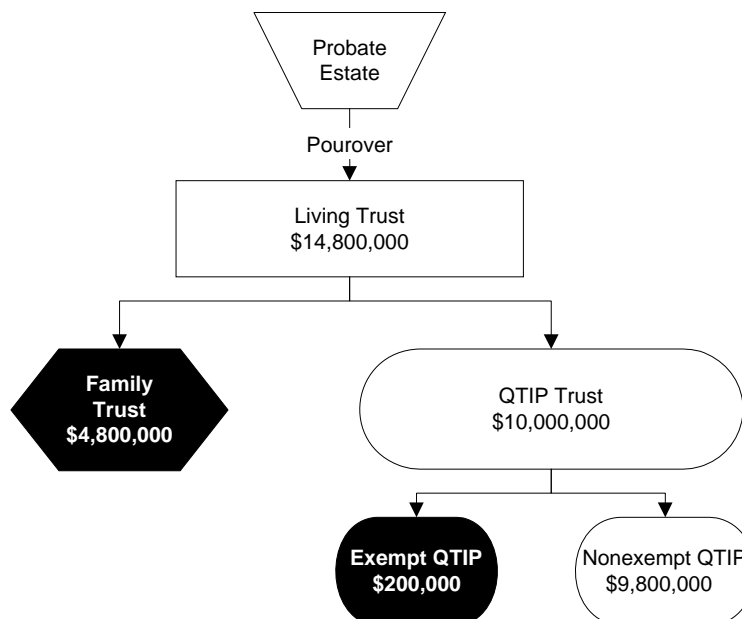 Probate
Estate
Pourover
Living Trust
$14,800,000
Family
Trust
$4,800,000
QTIP Trust
$10,000,000
Exempt QTIP
$200,000
Nonexempt QTIP
$9,800,000